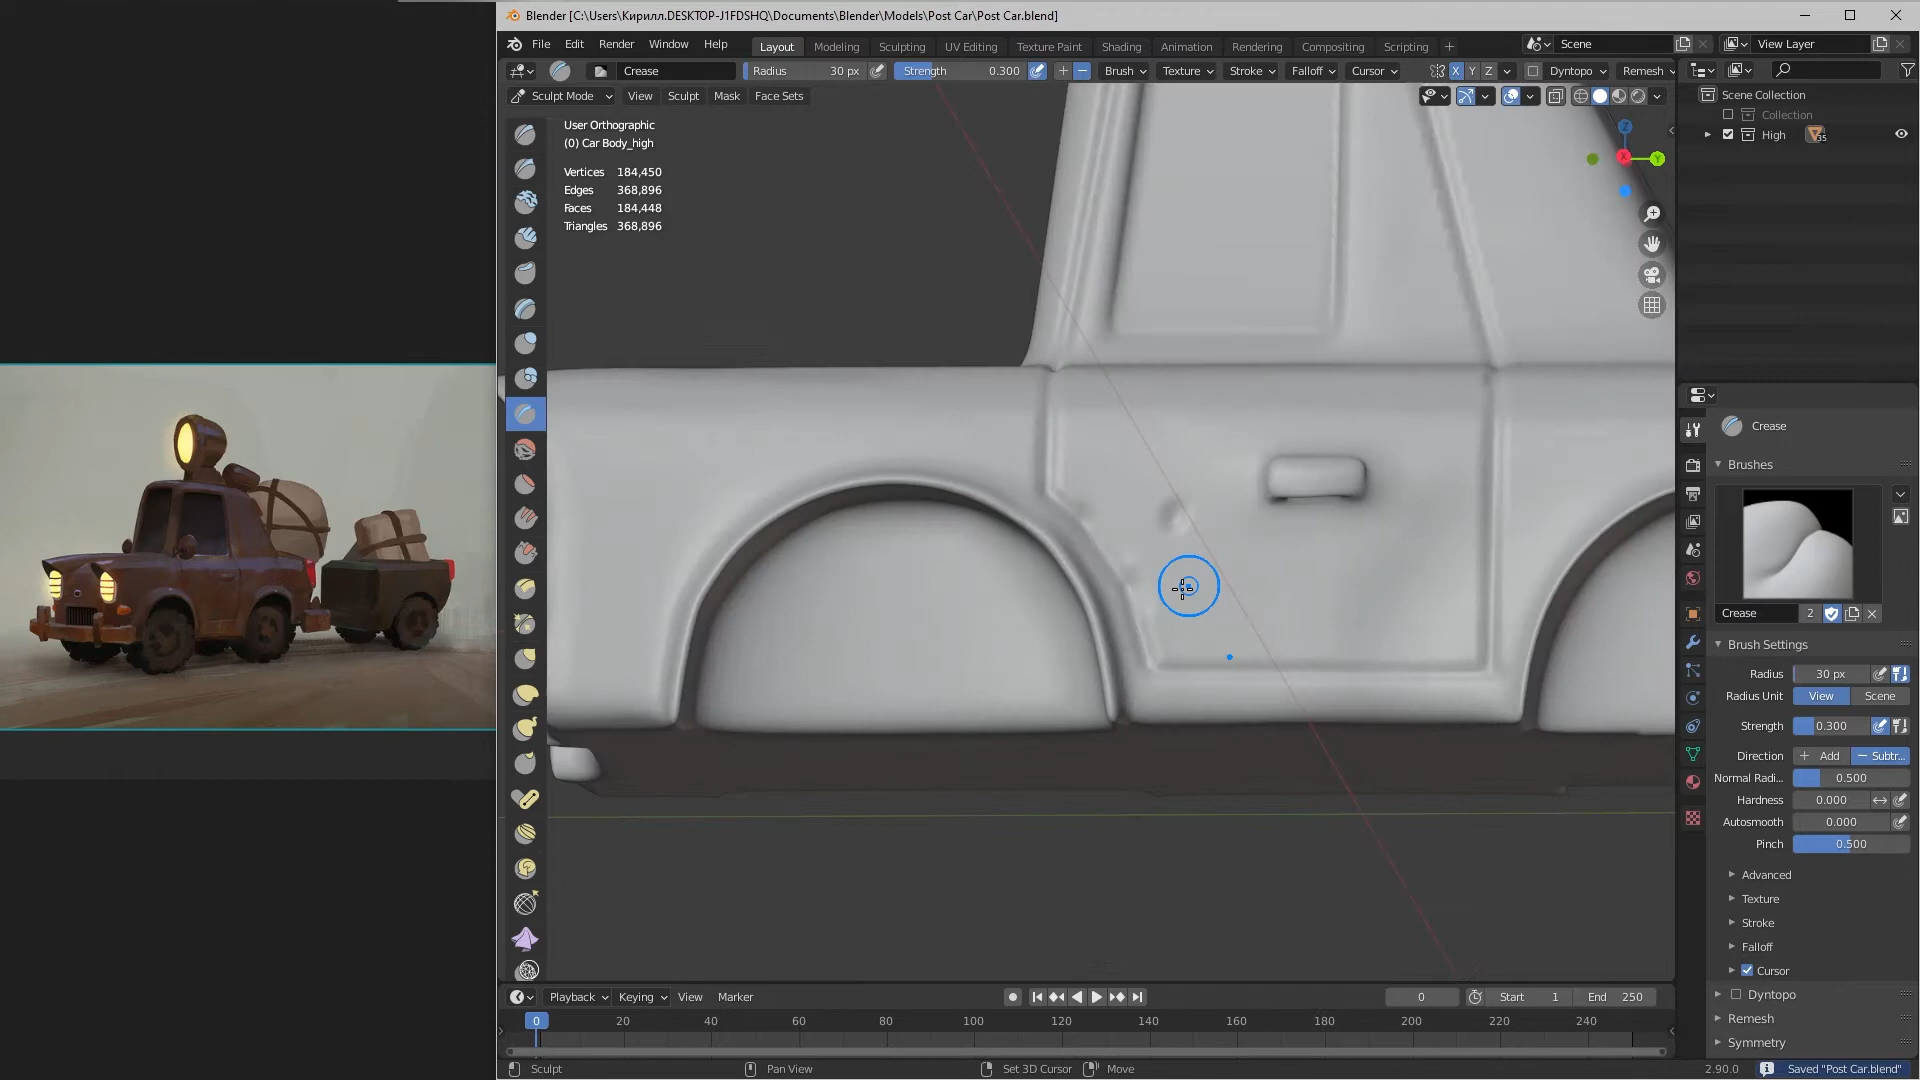 Blender [C:\Users\Кирилл.DESKTOP-J1FDSHQ\Documents\Blender\Models\Post Car\Post Car.blend]
File Edit Render Window Help Layout Modeling Sculpting UV Editing Texture Paint Shading Animation Rendering Compositing Scripting + Scene View Layer
Crease Radius 30 px Strength 0.300 Brush Texture Stroke Falloff Cursor X Y Z Dyntopo Remesh
Sculpt Mode View Sculpt Mask Face Sets
User Orthographic
(0) Car Body_high
Vertices 184,450
Edges 368,896
Faces 184,448
Triangles 368,896
Z
X
Y
Scene Collection
Collection
High 35
Crease
Brushes
Crease 2
Brush Settings
Radius 30 px
Radius Unit View Scene
Strength 0.300
Direction + Add − Subtr...
Normal Radi... 0.500
Hardness 0.000
Autosmooth 0.000
Pinch 0.500
Advanced
Texture
Stroke
Falloff
Cursor
Dyntopo
Remesh
Symmetry
Playback Keying View Marker 0 Start 1 End 250
0 20 40 60 80 100 120 140 160 180 200 220 240
Sculpt Pan View Set 3D Cursor Move 2.90.0 Saved "Post Car.blend"